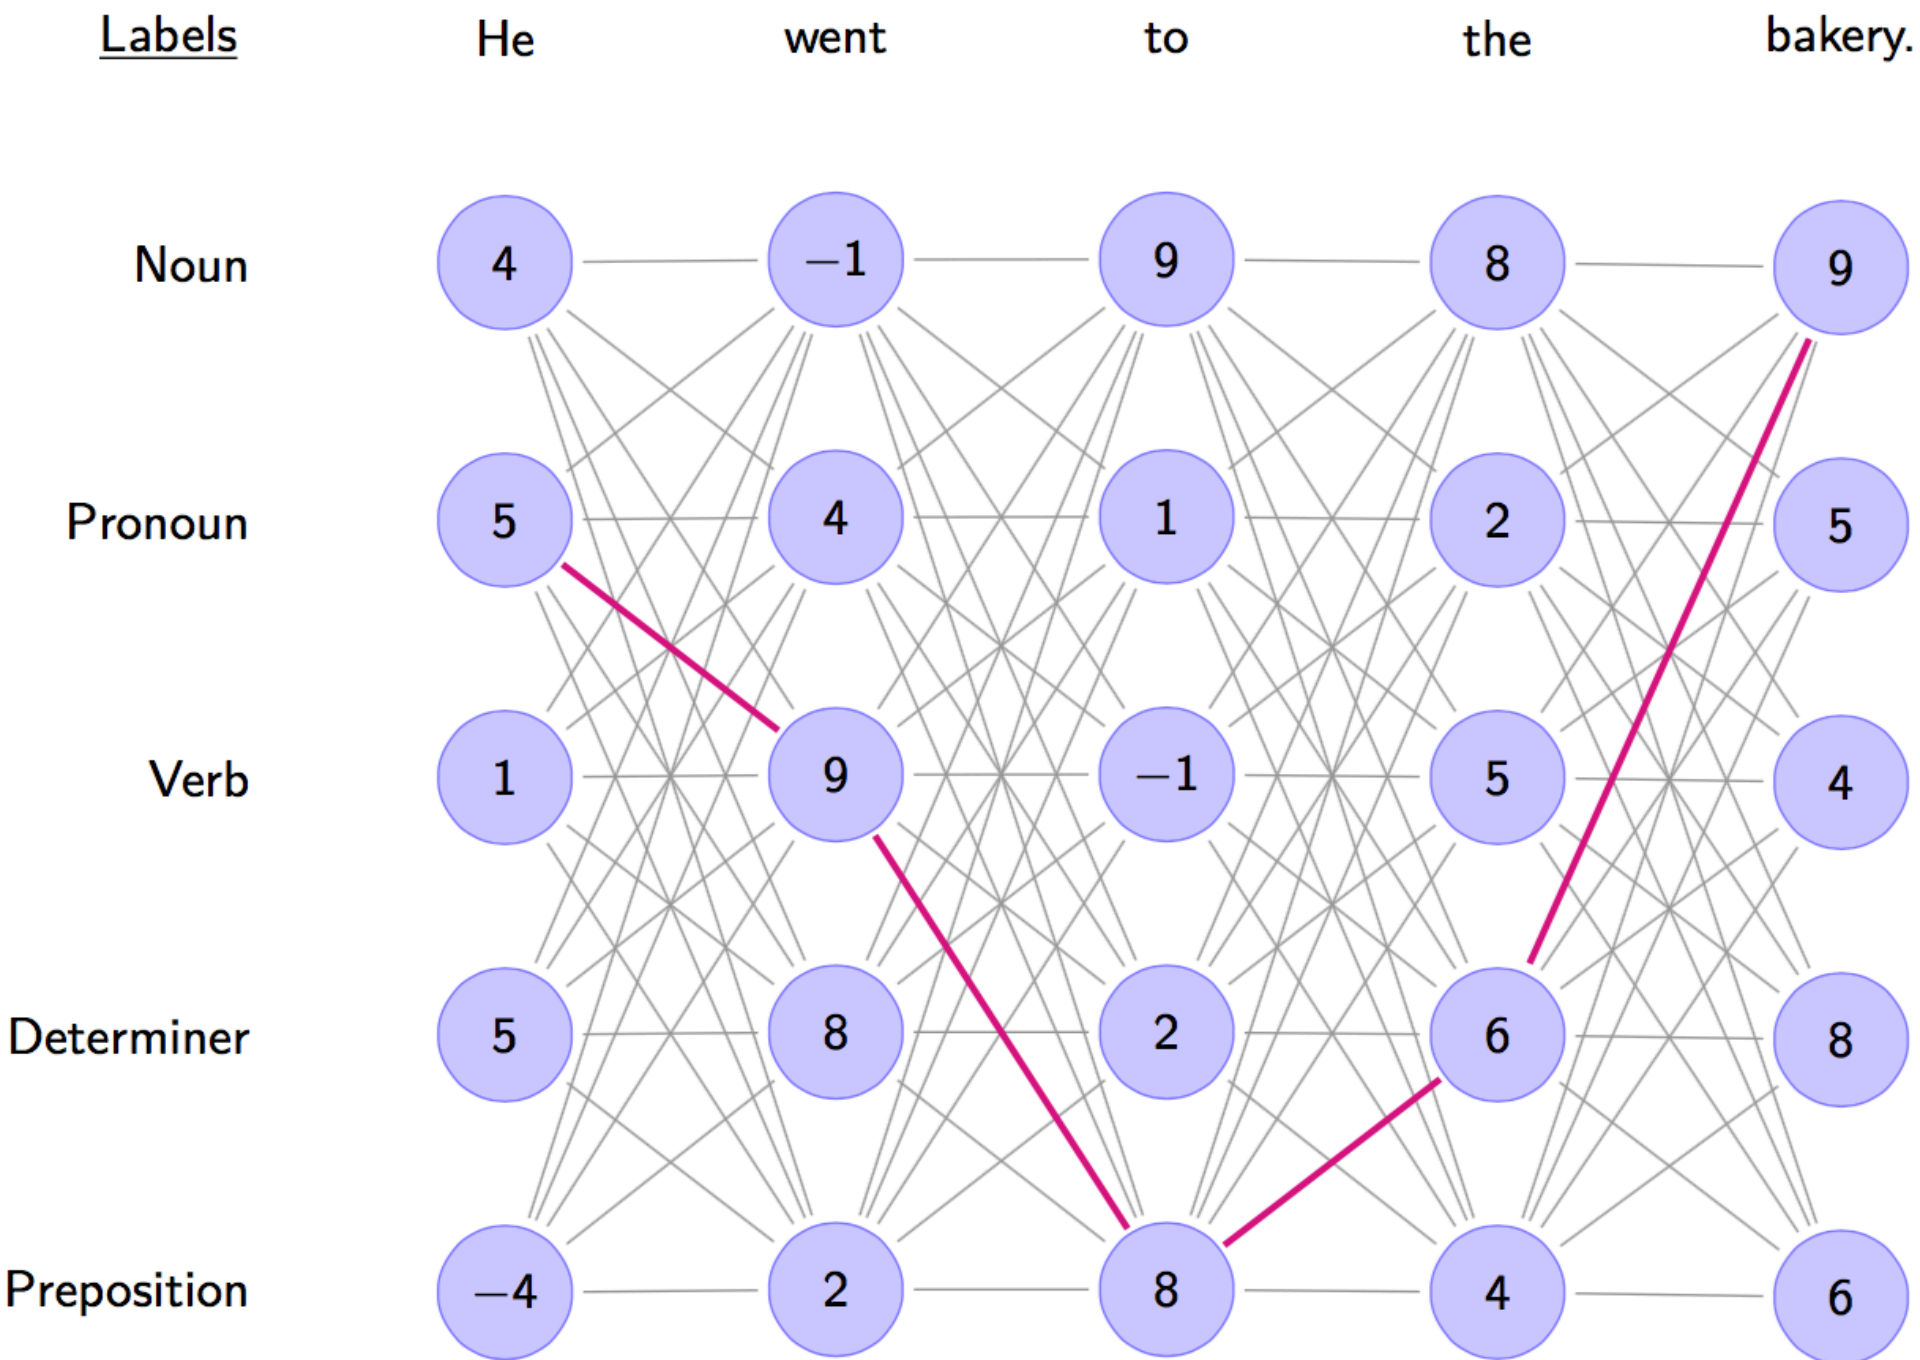 Labels He went to the bakery.
Noun 4 −1 9 8 9
Pronoun 5 4 1 2 5
Verb 1 9 −1 5 4
Determiner 5 8 2 6 8
Preposition −4 2 8 4 6